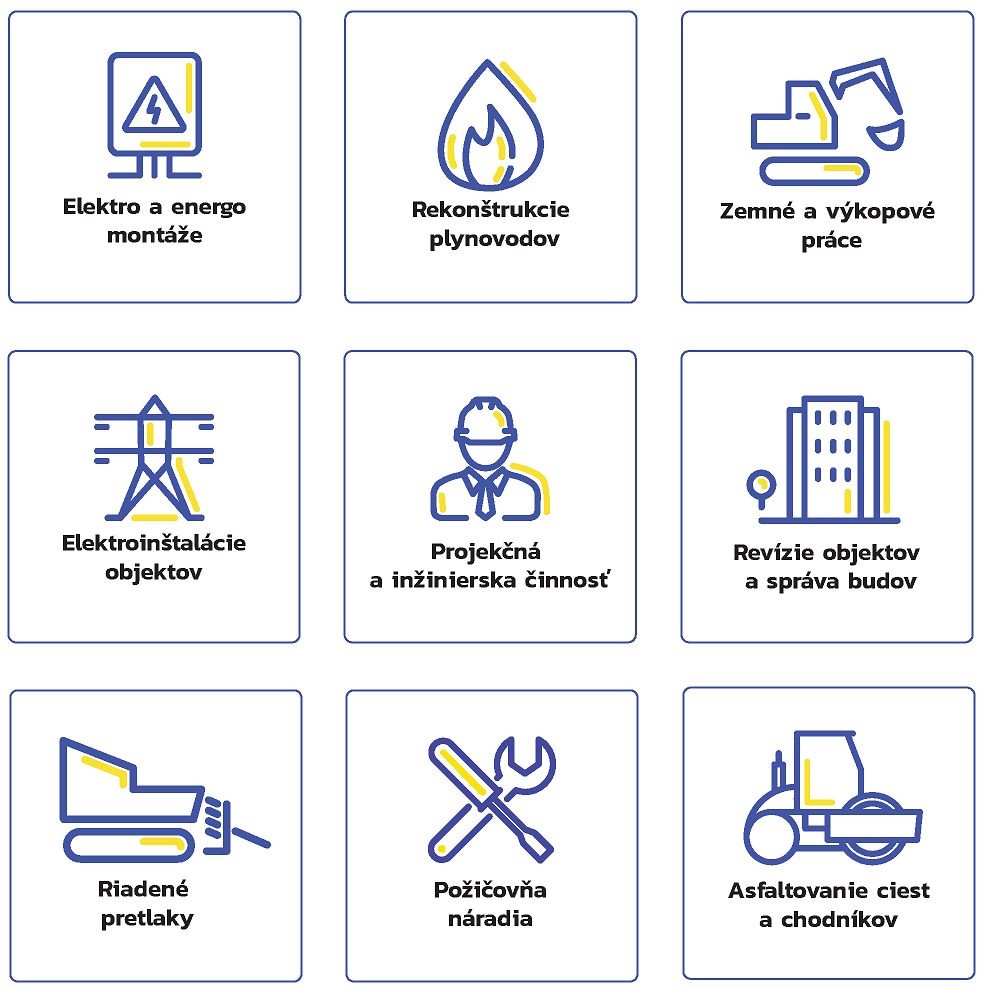 Elektro a energo
montáže
Rekonštrukcie
plynovodov
Zemné a výkopové
práce
Elektroinštalácie
objektov
Projekčná
a inžinierska činnosť
Revízie objektov
a správa budov
Riadené
pretlaky
Požičovňa
náradia
Asfaltovanie ciest
a chodníkov